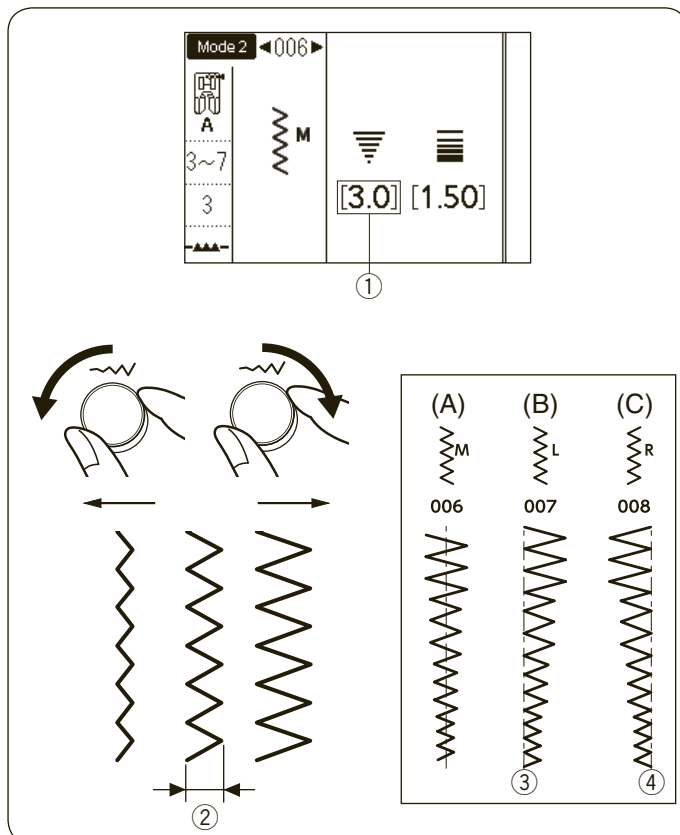 Mode 2 ◄006►
M
A
3~7
3
[3.0] [1.50]
①
(A) (B) (C)
M L R
006 007 008
② ③ ④